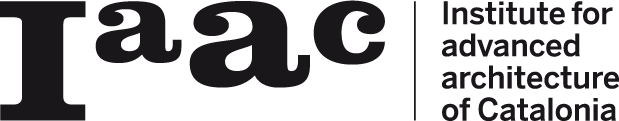 Iaac
Institute for
advanced
architecture
of Catalonia